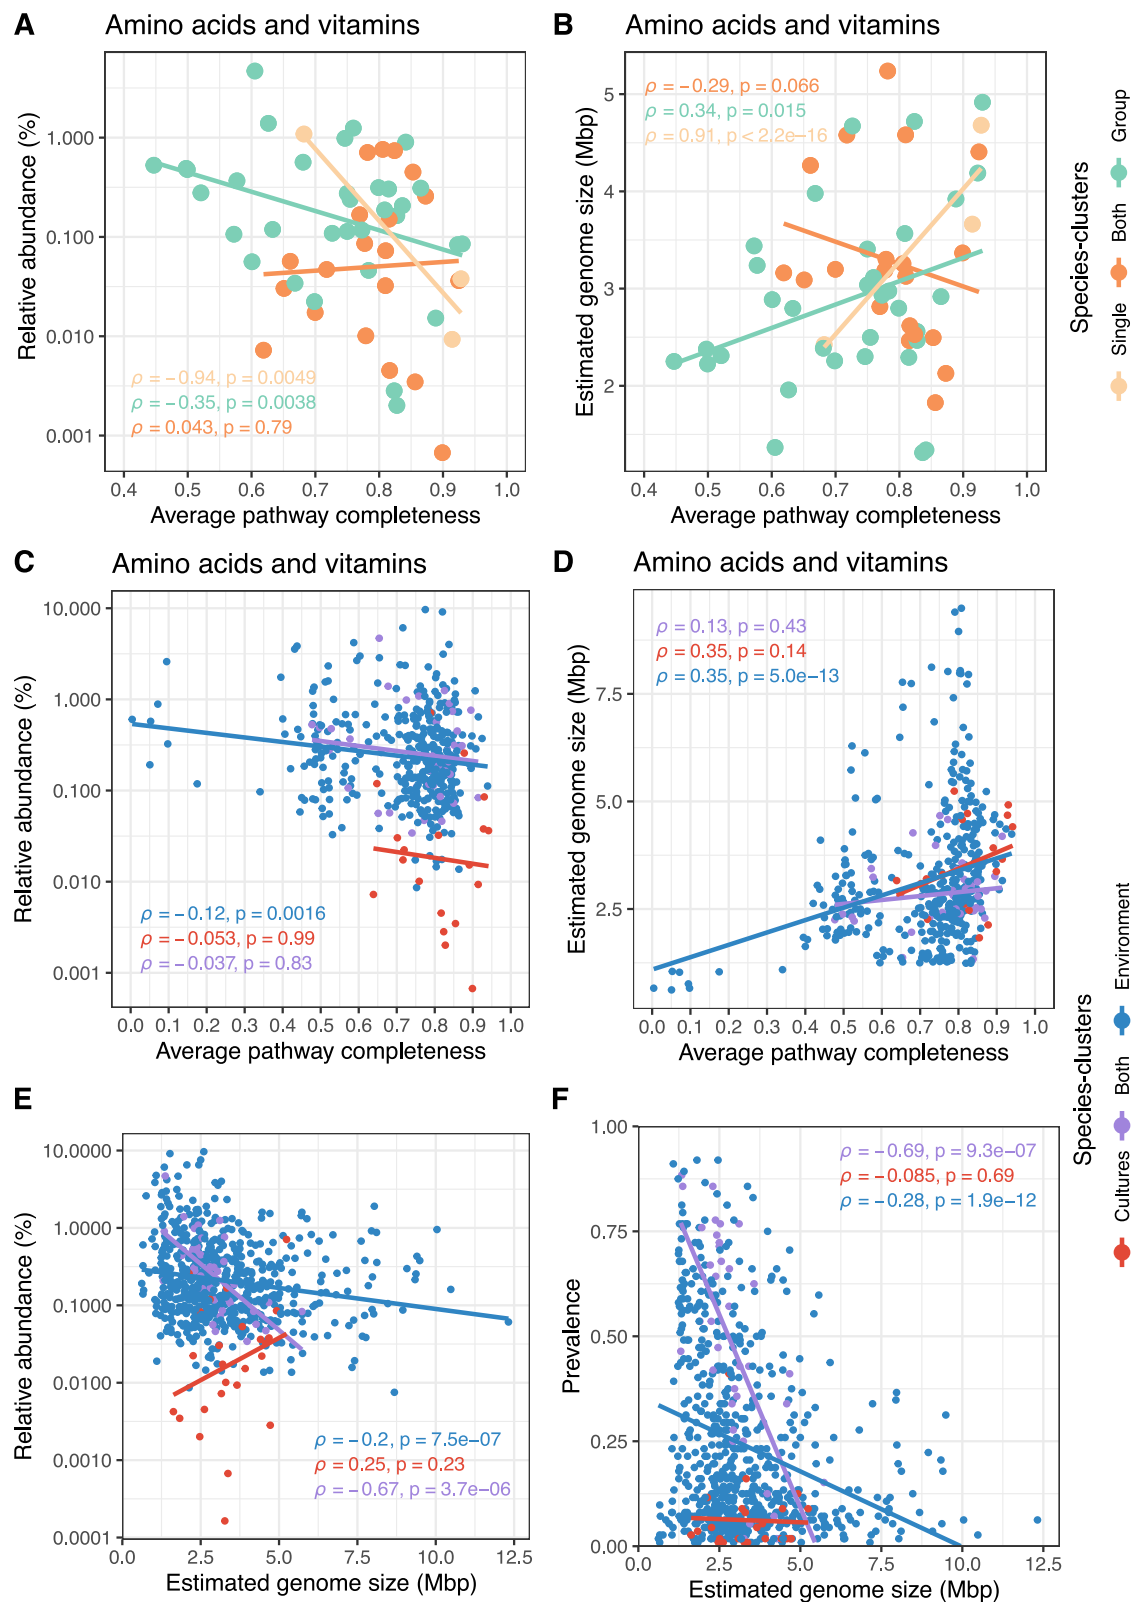 A Amino acids and vitamins
Relative abundance (%)
1.000
0.100
0.010
0.001
ρ = −0.94, p = 0.0049
ρ = −0.35, p = 0.0038
ρ = 0.043, p = 0.79
0.4 0.5 0.6 0.7 0.8 0.9 1.0
Average pathway completeness
B Amino acids and vitamins
Estimated genome size (Mbp)
5
4
3
2
ρ = −0.29, p = 0.066
ρ = 0.34, p = 0.015
ρ = 0.91, p < 2.2e−16
0.4 0.5 0.6 0.7 0.8 0.9 1.0
Average pathway completeness
Species-clusters
Single Both Group
C Amino acids and vitamins
Relative abundance (%)
10.000
1.000
0.100
0.010
0.001
ρ = −0.12, p = 0.0016
ρ = −0.053, p = 0.99
ρ = −0.037, p = 0.83
0.0 0.1 0.2 0.3 0.4 0.5 0.6 0.7 0.8 0.9 1.0
Average pathway completeness
D Amino acids and vitamins
Estimated genome size (Mbp)
7.5
5.0
2.5
ρ = 0.13, p = 0.43
ρ = 0.35, p = 0.14
ρ = 0.35, p = 5.0e−13
0.0 0.1 0.2 0.3 0.4 0.5 0.6 0.7 0.8 0.9 1.0
Average pathway completeness
E
Relative abundance (%)
10.0000
1.0000
0.1000
0.0100
0.0010
0.0001
ρ = −0.2, p = 7.5e−07
ρ = 0.25, p = 0.23
ρ = −0.67, p = 3.7e−06
0.0 2.5 5.0 7.5 10.0 12.5
Estimated genome size (Mbp)
F
Prevalence
1.00
0.75
0.50
0.25
0.00
ρ = −0.69, p = 9.3e−07
ρ = −0.085, p = 0.69
ρ = −0.28, p = 1.9e−12
0.0 2.5 5.0 7.5 10.0 12.5
Estimated genome size (Mbp)
Species-clusters
Cultures Both Environment